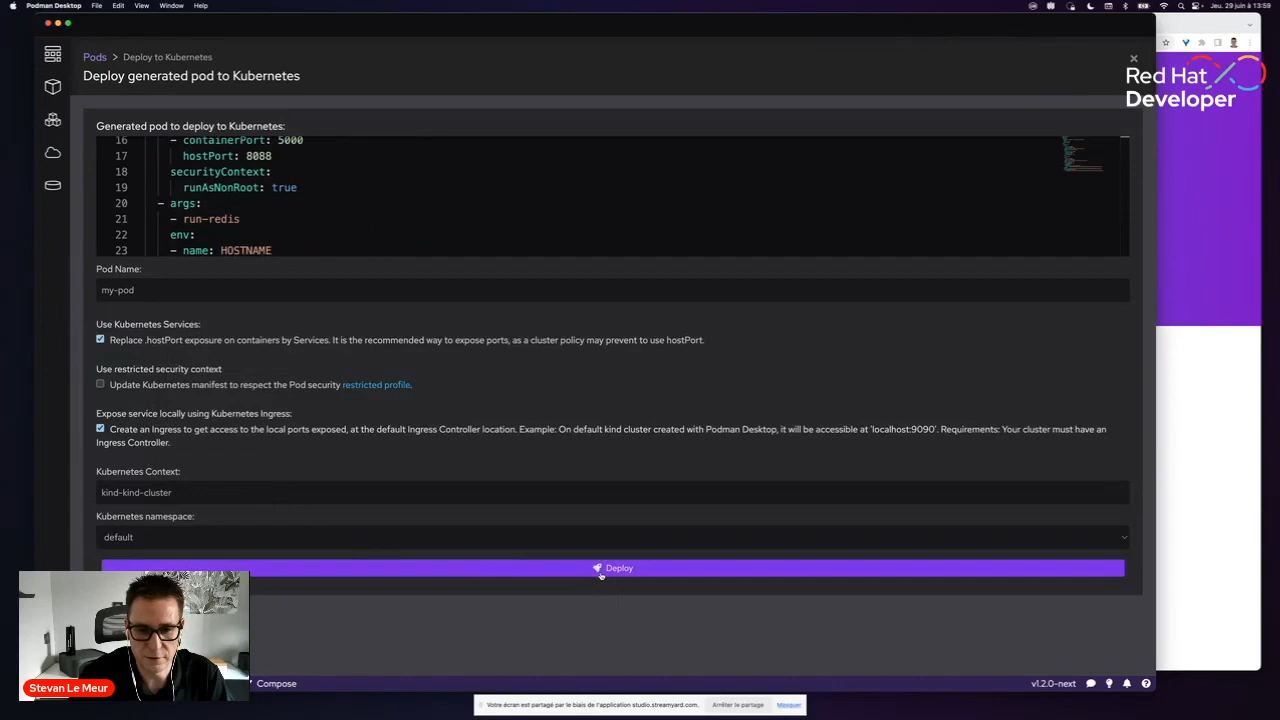 Podman Desktop File Edit View Window Help
Jeu. 29 juin à 13:59
Pods > Deploy to Kubernetes
Deploy generated pod to Kubernetes
Red Hat
Developer
Generated pod to deploy to Kubernetes:
16 - containerPort: 5000
17 hostPort: 8088
18 securityContext:
19 runAsNonRoot: true
20 - args:
21 - run-redis
22 env:
23 - name: HOSTNAME
Pod Name:
my-pod
Use Kubernetes Services:
Replace .hostPort exposure on containers by Services. It is the recommended way to expose ports, as a cluster policy may prevent to use hostPort.
Use restricted security context
Update Kubernetes manifest to respect the Pod security restricted profile.
Expose service locally using Kubernetes Ingress:
Create an Ingress to get access to the local ports exposed, at the default Ingress Controller location. Example: On default kind cluster created with Podman Desktop, it will be accessible at 'localhost:9090'. Requirements: Your cluster must have an
Ingress Controller.
Kubernetes Context:
kind-kind-cluster
Kubernetes namespace:
default
Deploy
Stevan Le Meur
Compose
v1.2.0-next
Votre écran est partagé par le biais de l'application studio.streamyard.com.
Arrêter le partage
Masquer